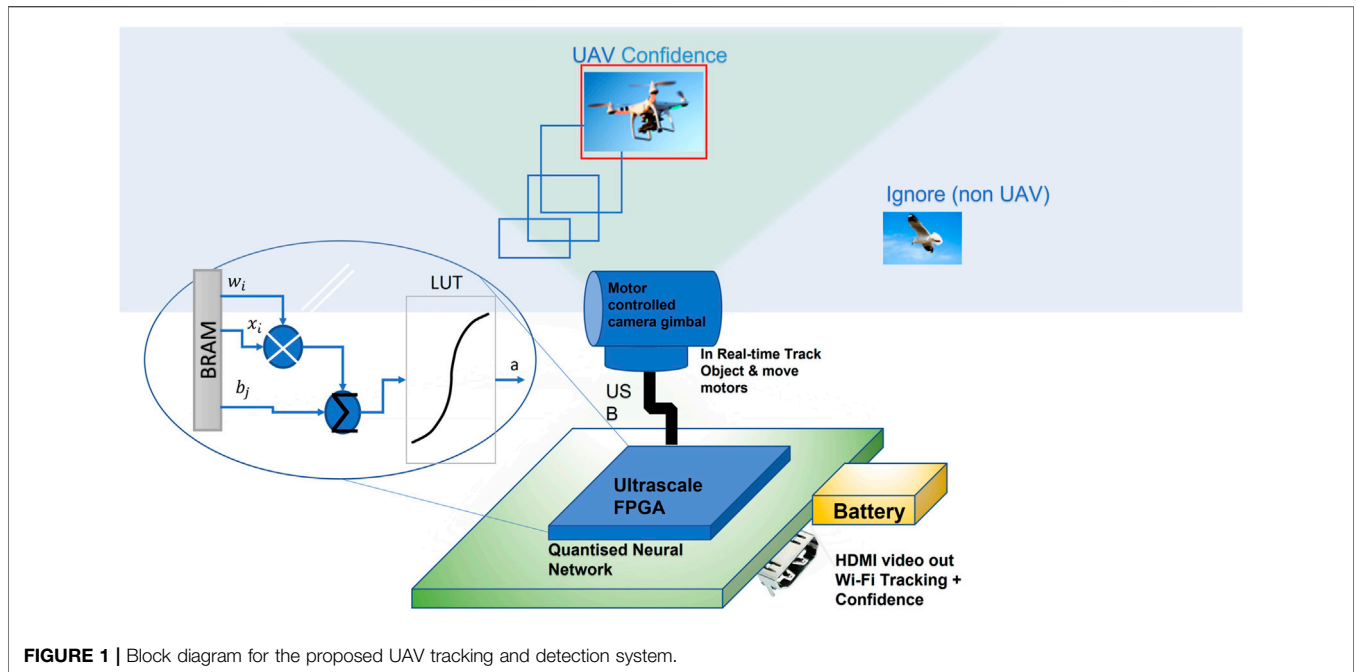 UAV Confidence
Ignore (non UAV)
BRAM
w_i
x_i
b_j
Σ
LUT
a
Motor
controlled
camera gimbal
In Real-time Track
Object & move
motors
US
B
Ultrascale
FPGA
Quantised Neural
Network
Battery
HDMI video out
Wi-Fi Tracking +
Confidence
FIGURE 1 | Block diagram for the proposed UAV tracking and detection system.